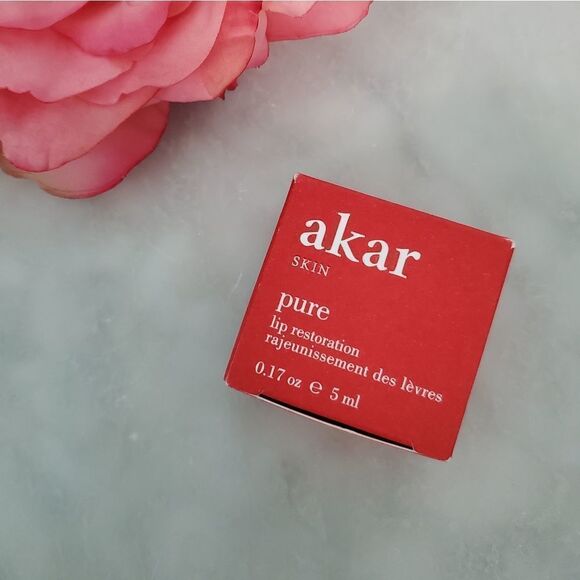 akar
SKIN
pure
lip restoration
rajeunissement des lèvres
0.17 oz ℮ 5 ml